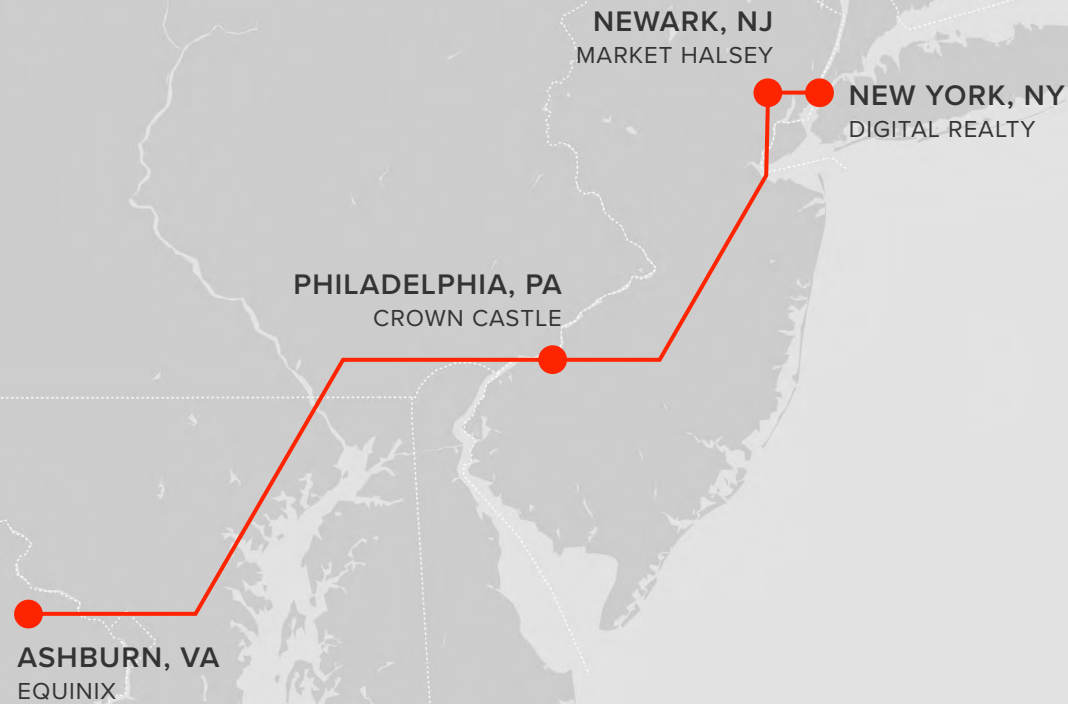 NEWARK, NJ
MARKET HALSEY
NEW YORK, NY
DIGITAL REALTY
PHILADELPHIA, PA
CROWN CASTLE
ASHBURN, VA
EQUINIX